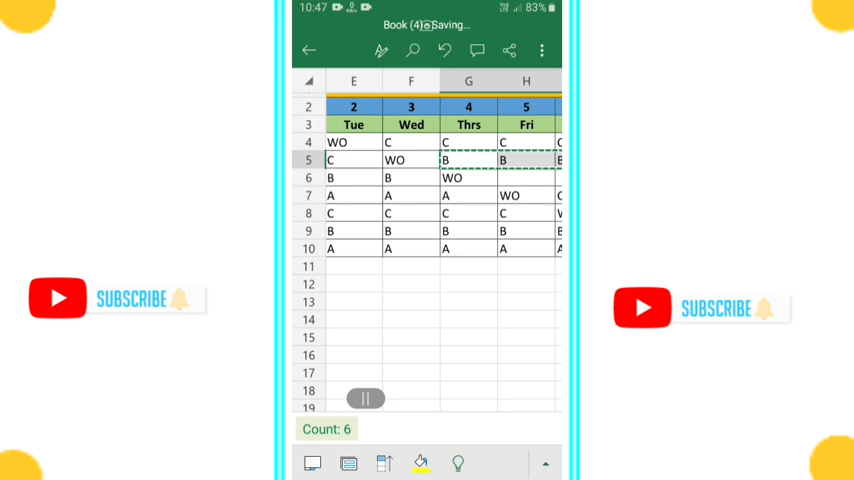 10:47 83%
Book (4) Saving...
E F G H
2 2 3 4 5
3 Tue Wed Thrs Fri
4 WO C C C
5 C WO B B
6 B B WO
7 A A A WO
8 C C C C
9 B B B B
10 A A A A
11
12
13
14
15
16
17
18
19
Count: 6
SUBSCRIBE
SUBSCRIBE